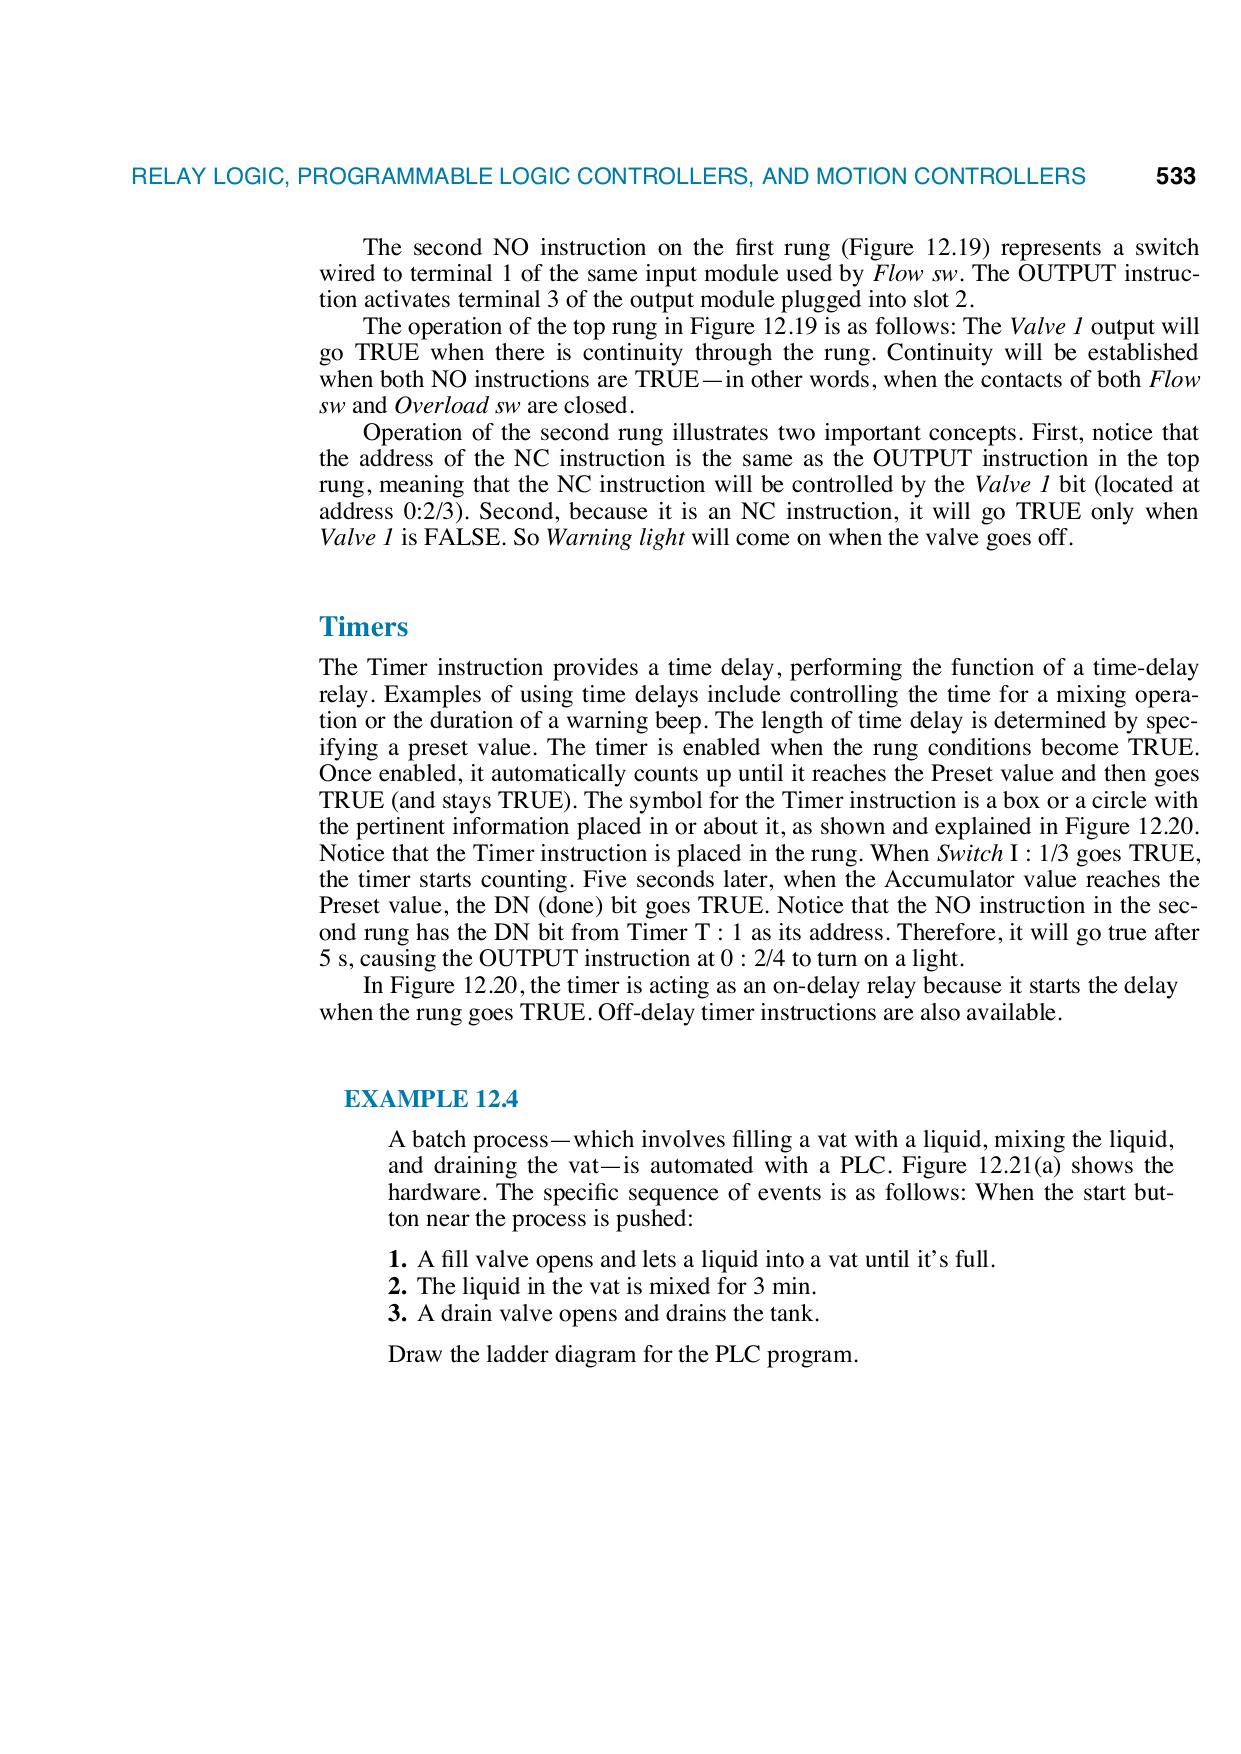 RELAY LOGIC, PROGRAMMABLE LOGIC CONTROLLERS, AND MOTION CONTROLLERS 533
The second NO instruction on the first rung (Figure 12.19) represents a switch
wired to terminal 1 of the same input module used by Flow sw. The OUTPUT instruc-
tion activates terminal 3 of the output module plugged into slot 2.
The operation of the top rung in Figure 12.19 is as follows: The Valve 1 output will
go TRUE when there is continuity through the rung. Continuity will be established
when both NO instructions are TRUE—in other words, when the contacts of both Flow
sw and Overload sw are closed.
Operation of the second rung illustrates two important concepts. First, notice that
the address of the NC instruction is the same as the OUTPUT instruction in the top
rung, meaning that the NC instruction will be controlled by the Valve 1 bit (located at
address 0:2/3). Second, because it is an NC instruction, it will go TRUE only when
Valve 1 is FALSE. So Warning light will come on when the valve goes off.
Timers
The Timer instruction provides a time delay, performing the function of a time-delay
relay. Examples of using time delays include controlling the time for a mixing opera-
tion or the duration of a warning beep. The length of time delay is determined by spec-
ifying a preset value. The timer is enabled when the rung conditions become TRUE.
Once enabled, it automatically counts up until it reaches the Preset value and then goes
TRUE (and stays TRUE). The symbol for the Timer instruction is a box or a circle with
the pertinent information placed in or about it, as shown and explained in Figure 12.20.
Notice that the Timer instruction is placed in the rung. When Switch I : 1/3 goes TRUE,
the timer starts counting. Five seconds later, when the Accumulator value reaches the
Preset value, the DN (done) bit goes TRUE. Notice that the NO instruction in the sec-
ond rung has the DN bit from Timer T : 1 as its address. Therefore, it will go true after
5 s, causing the OUTPUT instruction at 0 : 2/4 to turn on a light.
In Figure 12.20, the timer is acting as an on-delay relay because it starts the delay
when the rung goes TRUE. Off-delay timer instructions are also available.
EXAMPLE 12.4
A batch process—which involves filling a vat with a liquid, mixing the liquid,
and draining the vat—is automated with a PLC. Figure 12.21(a) shows the
hardware. The specific sequence of events is as follows: When the start but-
ton near the process is pushed:
1. A fill valve opens and lets a liquid into a vat until it's full.
2. The liquid in the vat is mixed for 3 min.
3. A drain valve opens and drains the tank.
Draw the ladder diagram for the PLC program.